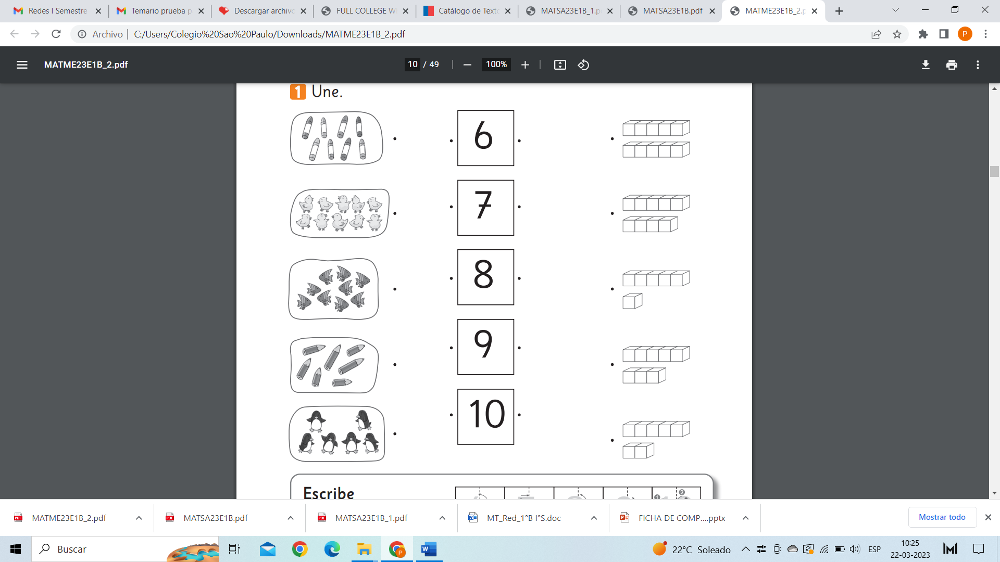 Redes I Semestre
Temario prueba p
Descargar archivo
FULL COLLEGE W
Catálogo de Texto
MATSA23E1B_1.p
MATSA23E1B.pdf
MATME23E1B_2.p
Archivo
C:/Users/Colegio%20Sao%20Paulo/Downloads/MATME23E1B_2.pdf
P
MATME23E1B_2.pdf
10 / 49
100%
1 Une.
6
7
8
9
10
Escribe
1
2
MATME23E1B_2.pdf
MATSA23E1B.pdf
MATSA23E1B_1.pdf
MT_Red_1°B I°S.doc
FICHA DE COMP....pptx
Mostrar todo
Buscar
22°C Soleado
ESP
10:25
22-03-2023